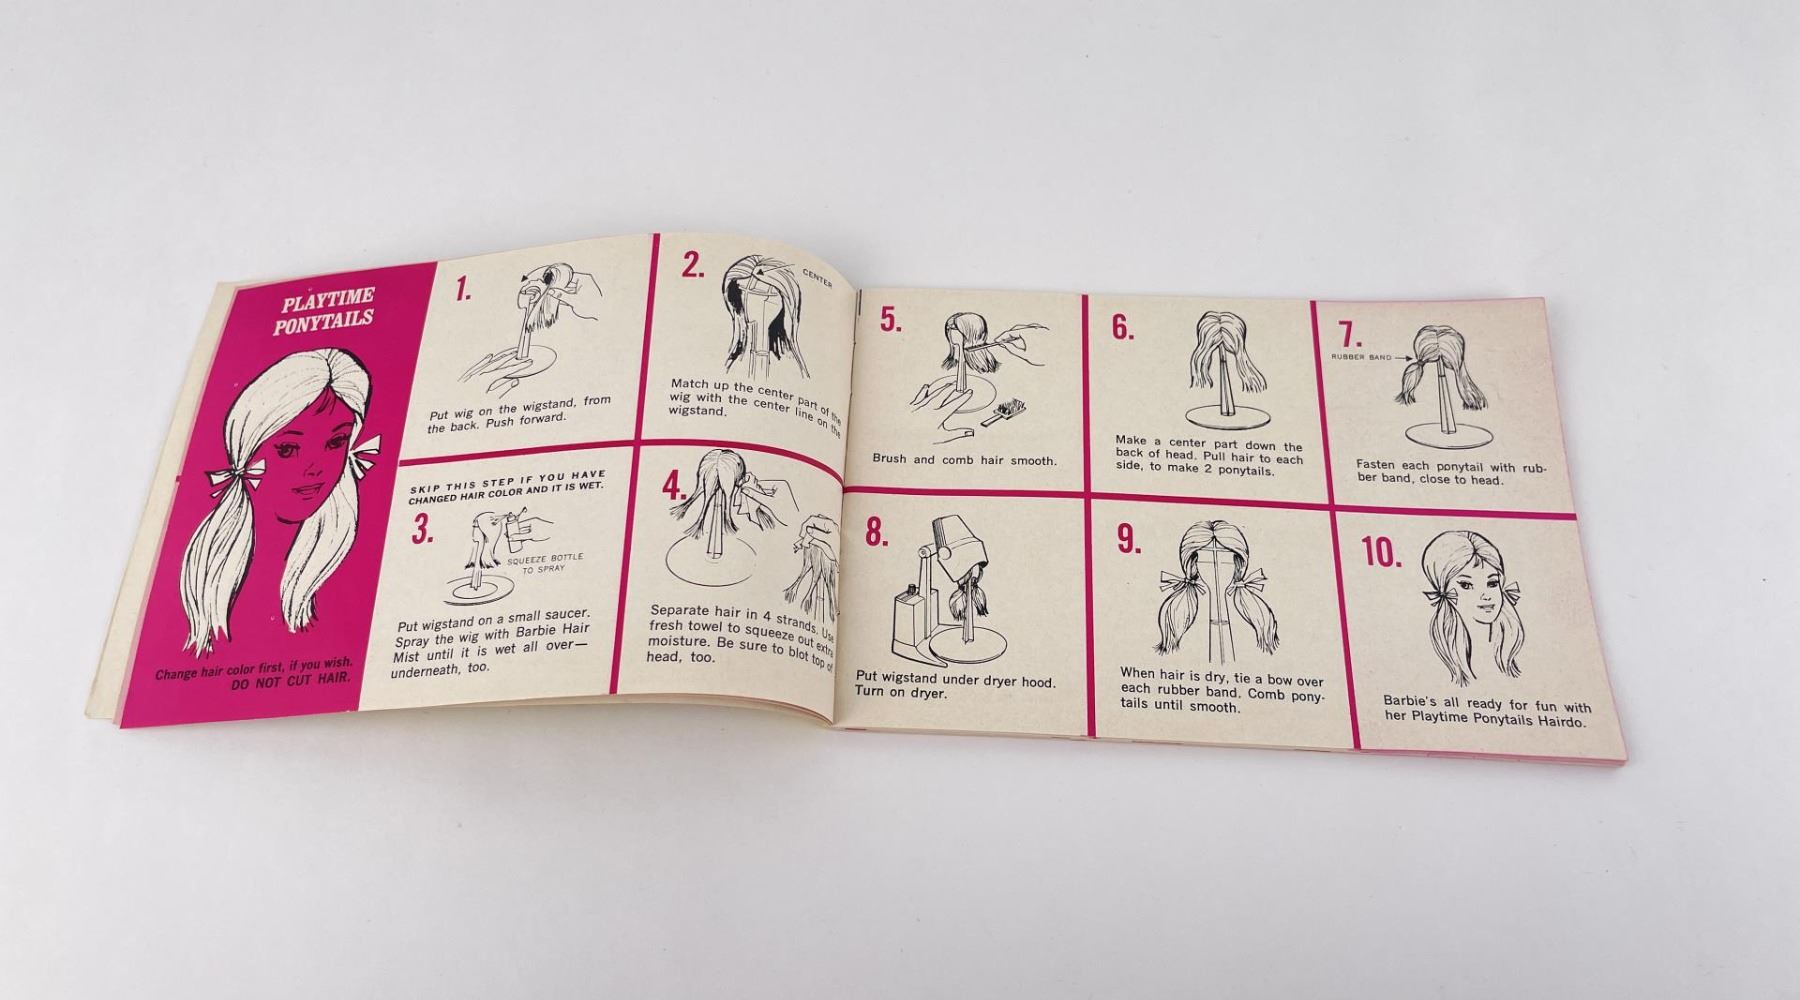 PLAYTIME
PONYTAILS
Change hair color first, if you wish.
DO NOT CUT HAIR.
1.
Put wig on the wigstand, from
the back. Push forward.
2.
CENTER
Match up the center part of the
wig with the center line on the
wigstand.
SKIP THIS STEP IF YOU HAVE
CHANGED HAIR COLOR AND IT IS WET.
3.
SQUEEZE BOTTLE
TO SPRAY
Put wigstand on a small saucer.
Spray the wig with Barbie Hair
Mist until it is wet all over—
underneath, too.
4.
Separate hair in 4 strands. Use
fresh towel to squeeze out extra
moisture. Be sure to blot top of
head, too.
5.
Brush and comb hair smooth.
6.
Make a center part down the
back of head. Pull hair to each
side, to make 2 ponytails.
7.
RUBBER BAND
Fasten each ponytail with rub-
ber band, close to head.
8.
Put wigstand under dryer hood.
Turn on dryer.
9.
When hair is dry, tie a bow over
each rubber band. Comb pony-
tails until smooth.
10.
Barbie's all ready for fun with
her Playtime Ponytails Hairdo.